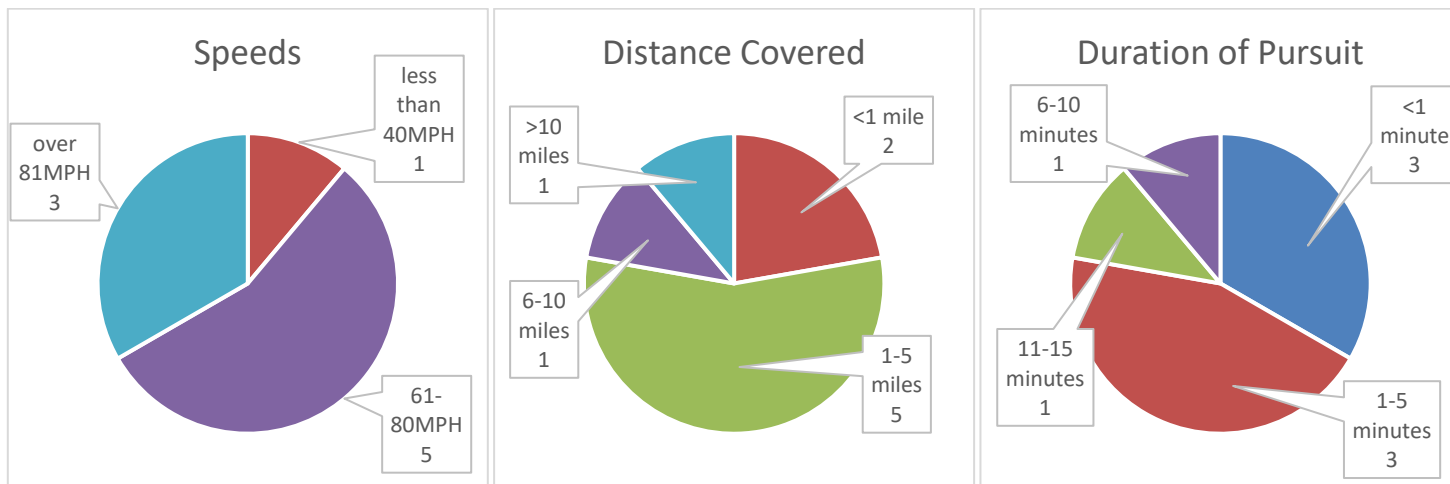 Speeds
less
than
40MPH
1
over
81MPH
3
61-
80MPH
5
Distance Covered
>10
miles
1
<1 mile
2
6-10
miles
1
1-5
miles
5
Duration of Pursuit
6-10
minutes
1
<1
minute
3
11-15
minutes
1
1-5
minutes
3